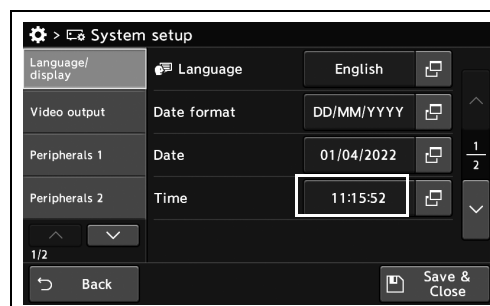 > System setup
Language/
display
Video output
Peripherals 1
Peripherals 2
1/2
Language
English
Date format
DD/MM/YYYY
Date
01/04/2022
Time
11:15:52
1
2
Back
Save &
Close